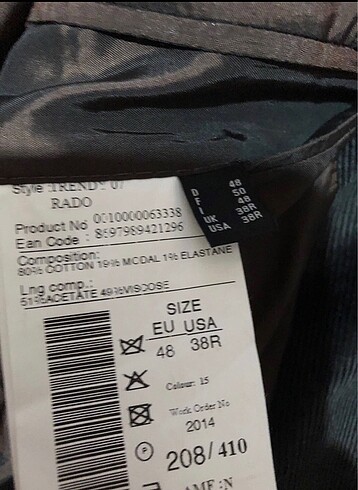 Style TREND 07
RADO
Product No 0010000063338
Ean Code : 8697989421296
Composition:
80% COTTON 19% MODAL 1% ELASTANE
Lng comp.:
51%ACETATE 49%VISCOSE
SIZE
EU USA
48 38R
Colour: 15
Work Order No
2014
P
208/410
D 48
F 50
I 48
UK 38R
USA 38R